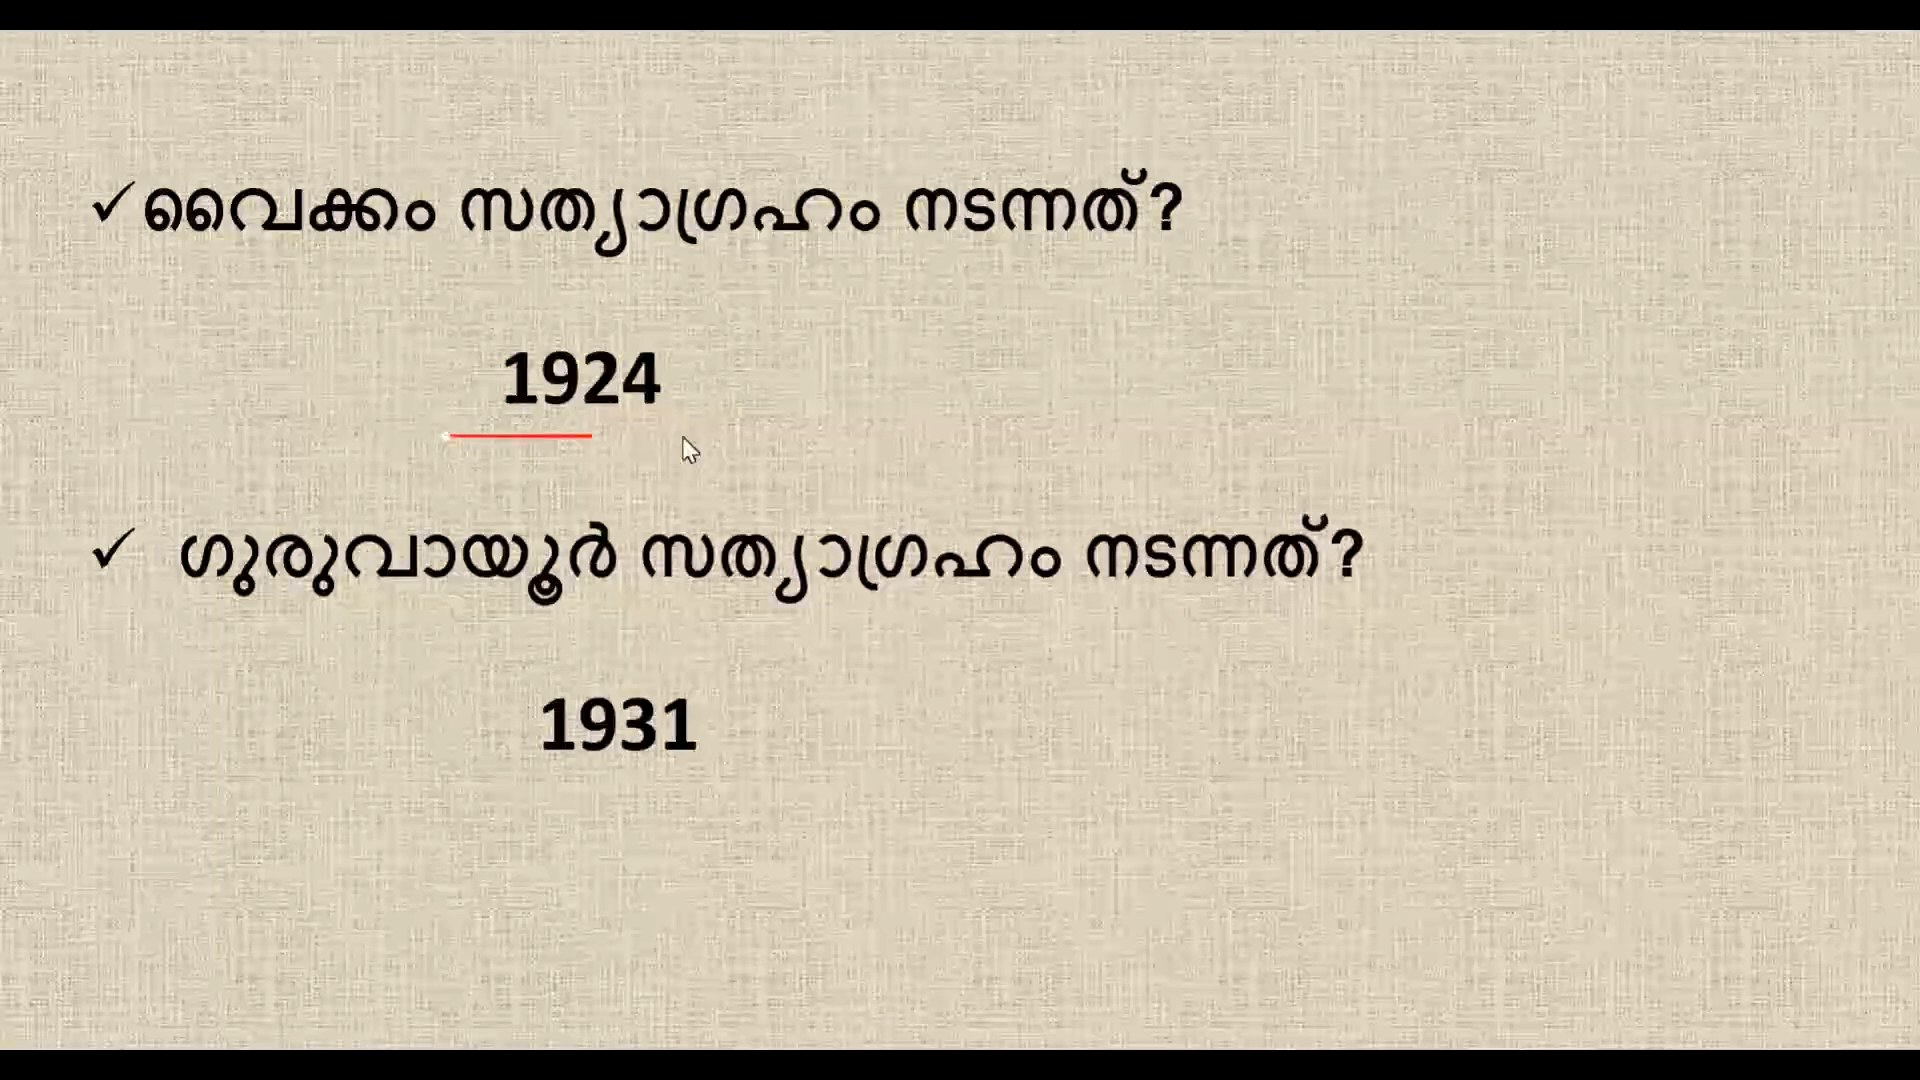 ✓ വൈക്കം സത്യാഗ്രഹം നടന്നത്?
1924
✓ ഗുരുവായൂർ സത്യാഗ്രഹം നടന്നത്?
1931